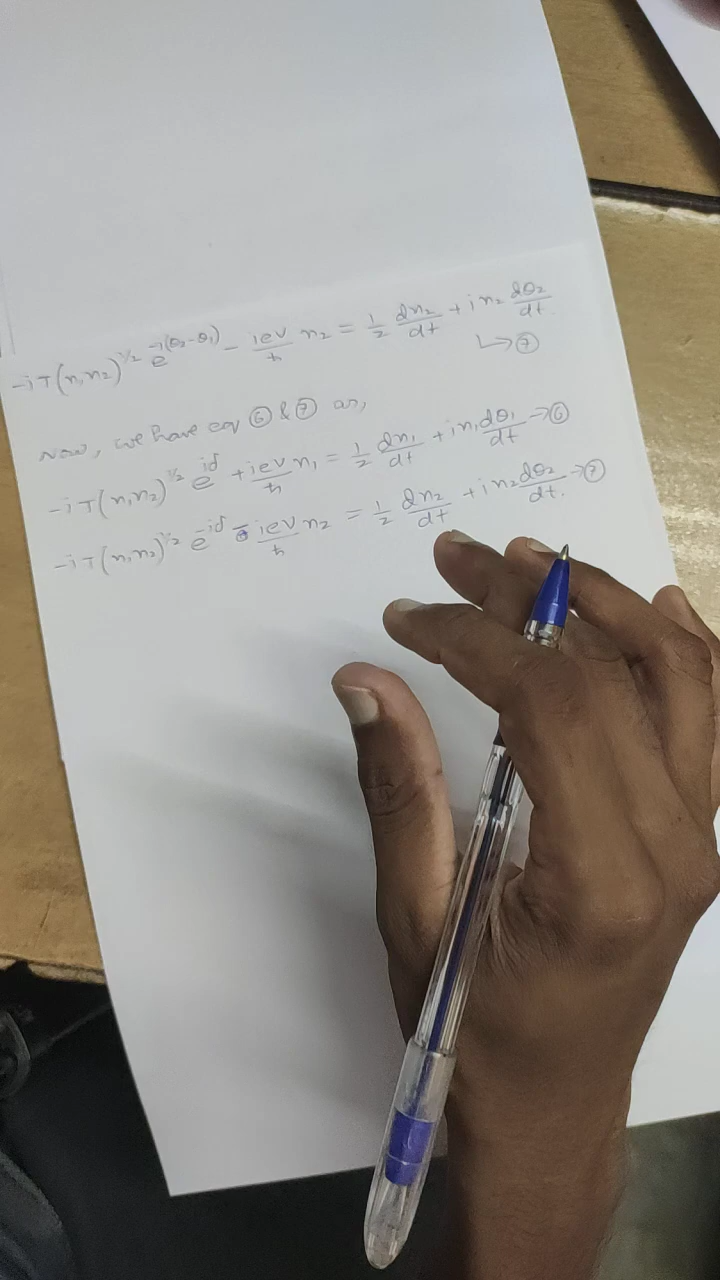 -iT(n₁n₂)^1/2 e^-i(θ₂-θ₁) - ieV/ħ n₂ = 1/2 dn₂/dt + in₂ dθ₂/dt.
↳⑦
Now, we have eq ⑥ & ⑦ as,
-iT(n₁n₂)^1/2 e^iδ + ieV/ħ n₁ = 1/2 dn₁/dt + in₁ dθ₁/dt →⑥
-iT(n₁n₂)^1/2 e^-iδ - ieV/ħ n₂ = 1/2 dn₂/dt + in₂ dθ₂/dt. →⑦